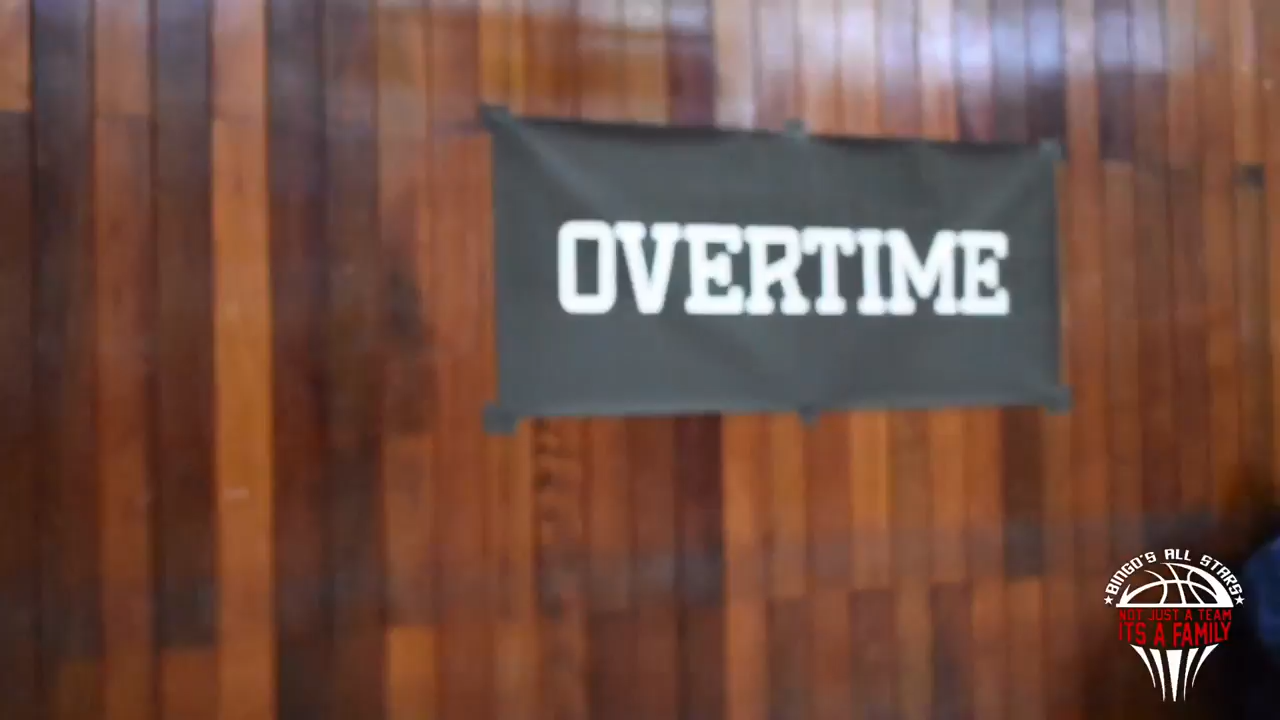 OVERTIME
BINGO'S ALL STARS
NOT JUST A TEAM
ITS A FAMILY